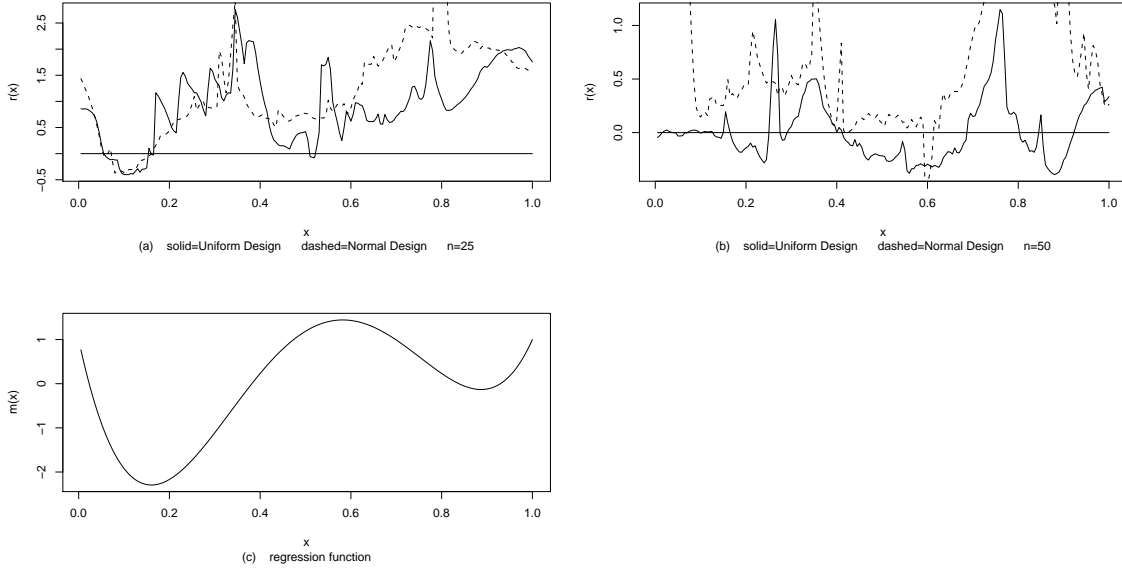 r(x)
2.5
1.5
0.5
−0.5
0.0 0.2 0.4 0.6 0.8 1.0
x
(a) solid=Uniform Design dashed=Normal Design n=25
r(x)
1.0
0.5
0.0
0.0 0.2 0.4 0.6 0.8 1.0
x
(b) solid=Uniform Design dashed=Normal Design n=50
m(x)
1
0
−1
−2
0.0 0.2 0.4 0.6 0.8 1.0
x
(c) regression function